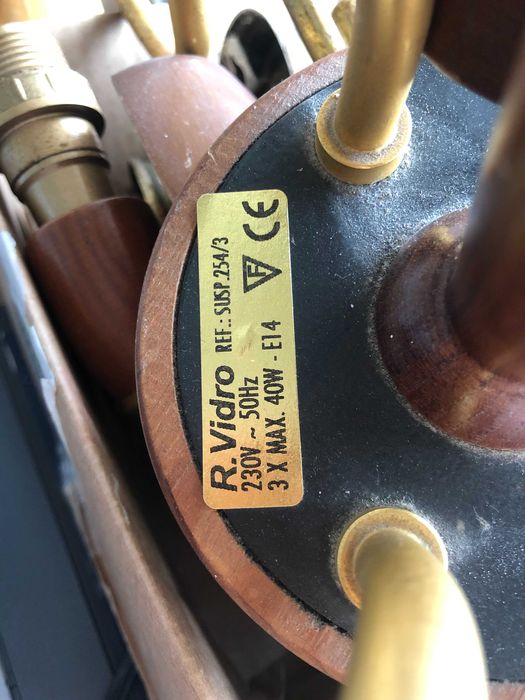 R. Vidro REF.: SUSP.254/3
230V ~ 50Hz F CE
3 X MAX. 40W - E14